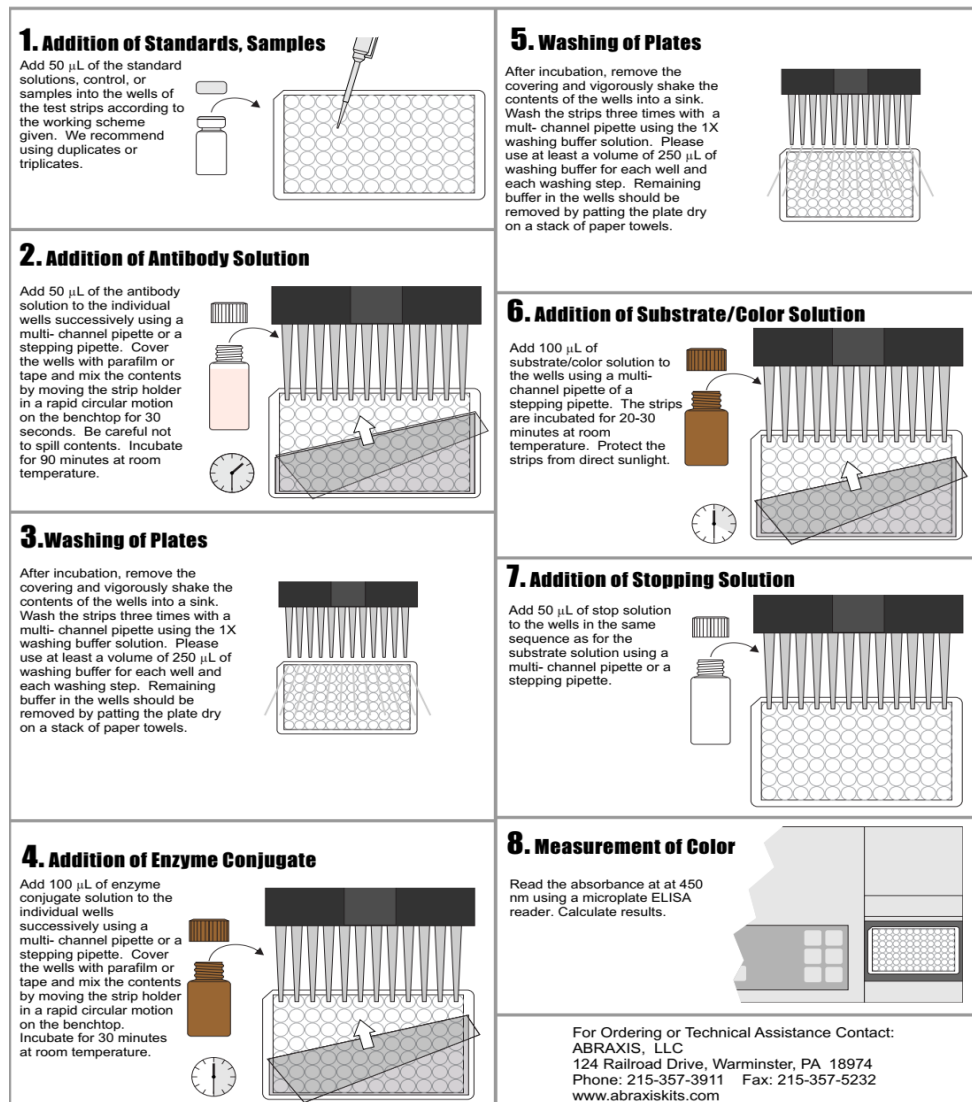 1. Addition of Standards, Samples
Add 50 µL of the standard
solutions, control, or
samples into the wells of
the test strips according to
the working scheme
given. We recommend
using duplicates or
triplicates.
2. Addition of Antibody Solution
Add 50 µL of the antibody
solution to the individual
wells successively using a
multi- channel pipette or a
stepping pipette. Cover
the wells with parafilm or
tape and mix the contents
by moving the strip holder
in a rapid circular motion
on the benchtop for 30
seconds. Be careful not
to spill contents. Incubate
for 90 minutes at room
temperature.
3.Washing of Plates
After incubation, remove the
covering and vigorously shake the
contents of the wells into a sink.
Wash the strips three times with a
multi- channel pipette using the 1X
washing buffer solution. Please
use at least a volume of 250 µL of
washing buffer for each well and
each washing step. Remaining
buffer in the wells should be
removed by patting the plate dry
on a stack of paper towels.
4. Addition of Enzyme Conjugate
Add 100 µL of enzyme
conjugate solution to the
individual wells
successively using a
multi- channel pipette or a
stepping pipette. Cover
the wells with parafilm or
tape and mix the contents
by moving the strip holder
in a rapid circular motion
on the benchtop.
Incubate for 30 minutes
at room temperature.
5. Washing of Plates
After incubation, remove the
covering and vigorously shake the
contents of the wells into a sink.
Wash the strips three times with a
mult- channel pipette using the 1X
washing buffer solution. Please
use at least a volume of 250 µL of
washing buffer for each well and
each washing step. Remaining
buffer in the wells should be
removed by patting the plate dry
on a stack of paper towels.
6. Addition of Substrate/Color Solution
Add 100 µL of
substrate/color solution to
the wells using a multi-
channel pipette of a
stepping pipette. The strips
are incubated for 20-30
minutes at room
temperature. Protect the
strips from direct sunlight.
7. Addition of Stopping Solution
Add 50 µL of stop solution
to the wells in the same
sequence as for the
substrate solution using a
multi- channel pipette or a
stepping pipette.
8. Measurement of Color
Read the absorbance at at 450
nm using a microplate ELISA
reader. Calculate results.
For Ordering or Technical Assistance Contact:
ABRAXIS, LLC
124 Railroad Drive, Warminster, PA 18974
Phone: 215-357-3911 Fax: 215-357-5232
www.abraxiskits.com